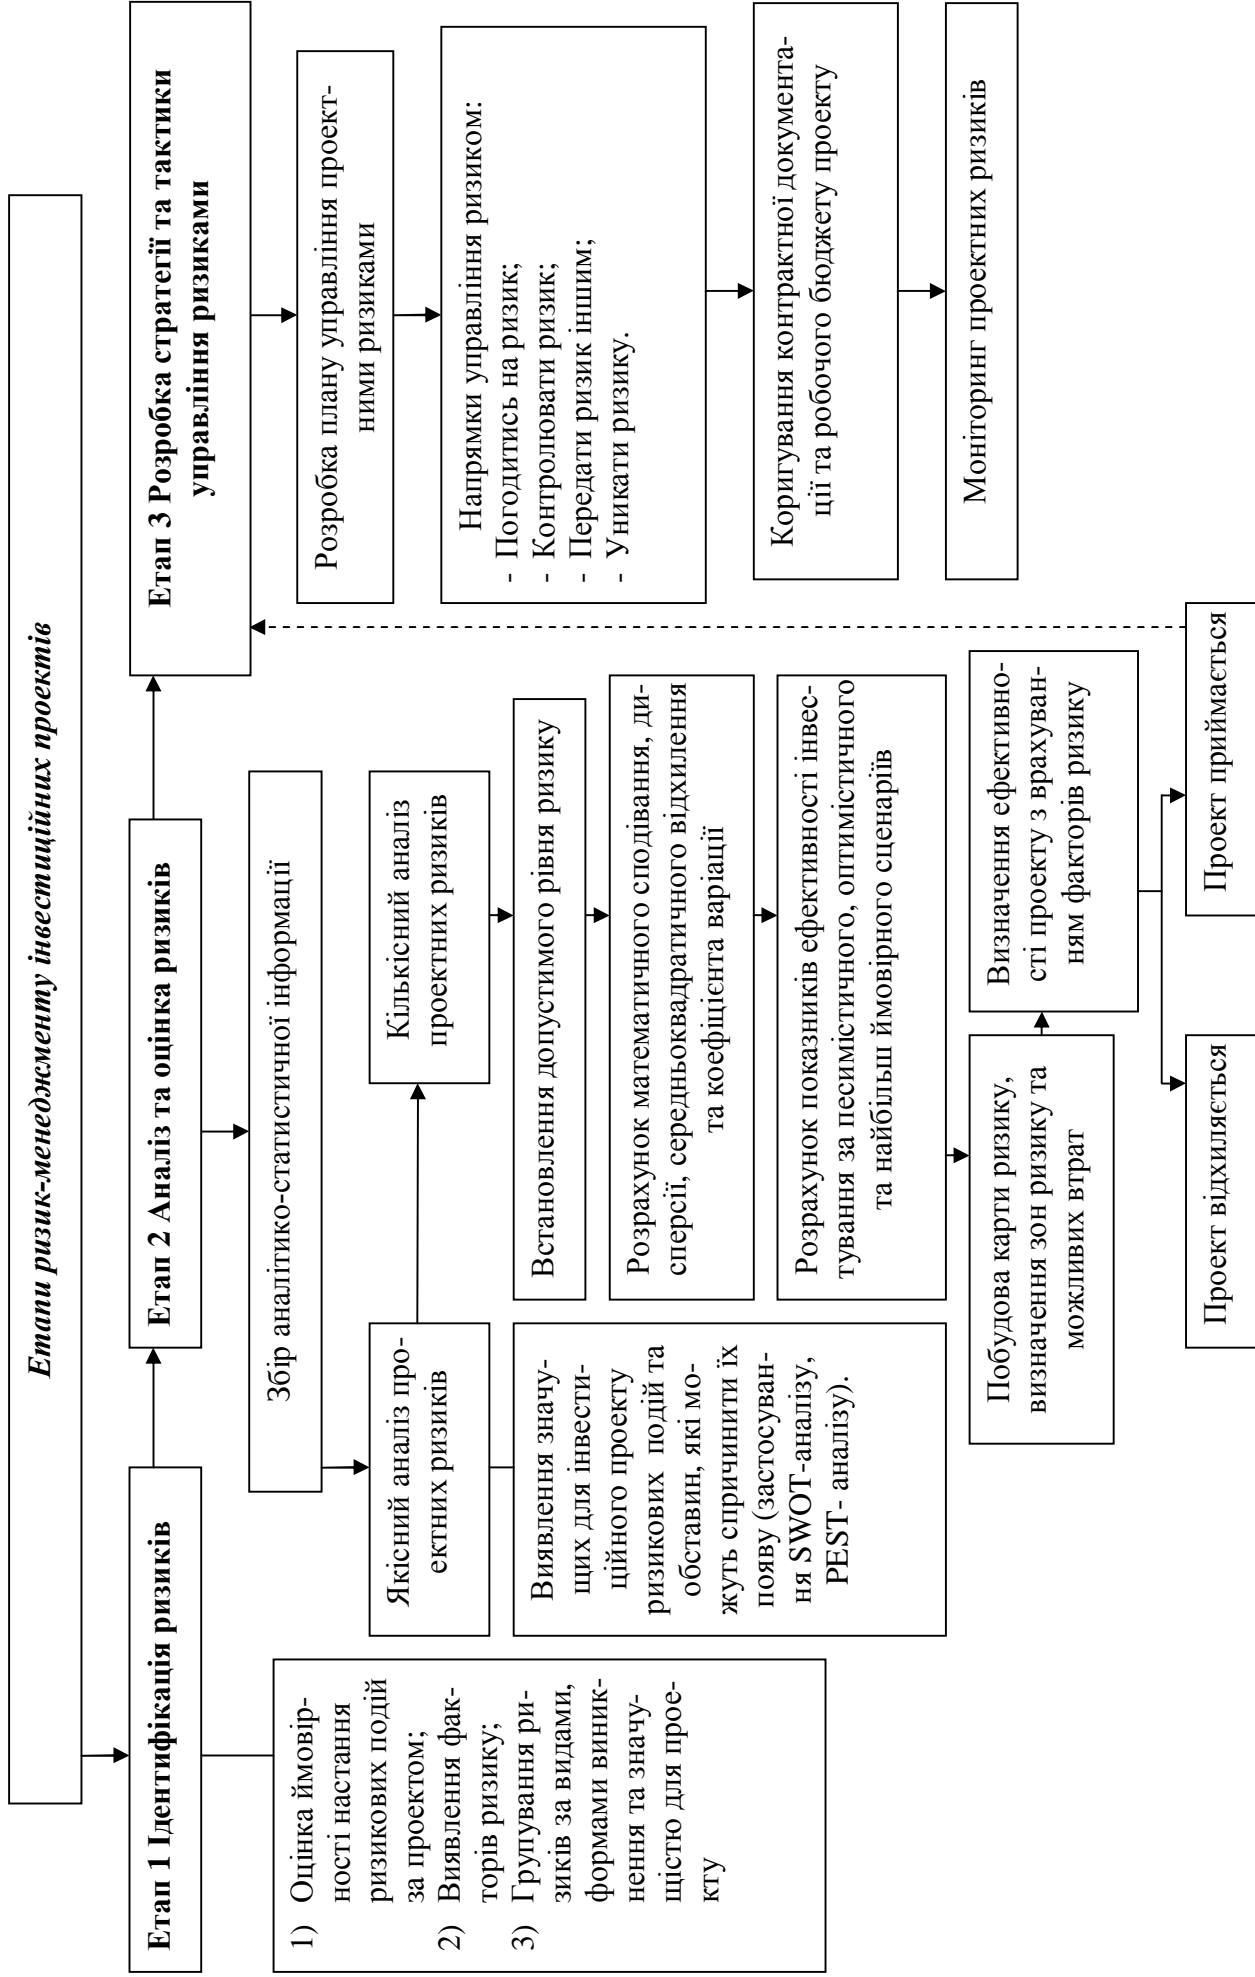 Етапи ризик-менеджменту інвестиційних проектів
Етап 1 Ідентифікація ризиків
1) Оцінка ймовір-
ності настання
ризикових подій
за проектом;
2) Виявлення фак-
торів ризику;
3) Групування ри-
зиків за видами,
формами виник-
нення та значу-
щістю для прое-
кту
Етап 2 Аналіз та оцінка ризиків
Збір аналітико-статистичної інформації
Якісний аналіз про-
ектних ризиків
Виявлення значу-
щих для інвести-
ційного проекту
ризикових подій та
обставин, які мо-
жуть спричинити їх
появу (застосуван-
ня SWOT-аналізу,
PEST- аналізу).
Кількісний аналіз
проектних ризиків
Встановлення допустимого рівня ризику
Розрахунок математичного сподівання, ди-
сперсії, середньоквадратичного відхилення
та коефіцієнта варіації
Розрахунок показників ефективності інвес-
тування за песимістичного, оптимістичного
та найбільш ймовірного сценаріїв
Побудова карти ризику,
визначення зон ризику та
можливих втрат
Визначення ефективно-
сті проекту з врахуван-
ням факторів ризику
Проект відхиляється
Проект приймається
Етап 3 Розробка стратегії та тактики
управління ризиками
Розробка плану управління проект-
ними ризиками
Напрямки управління ризиком:
- Погодитись на ризик;
- Контролювати ризик;
- Передати ризик іншим;
- Уникати ризику.
Коригування контрактної документа-
ції та робочого бюджету проекту
Моніторинг проектних ризиків